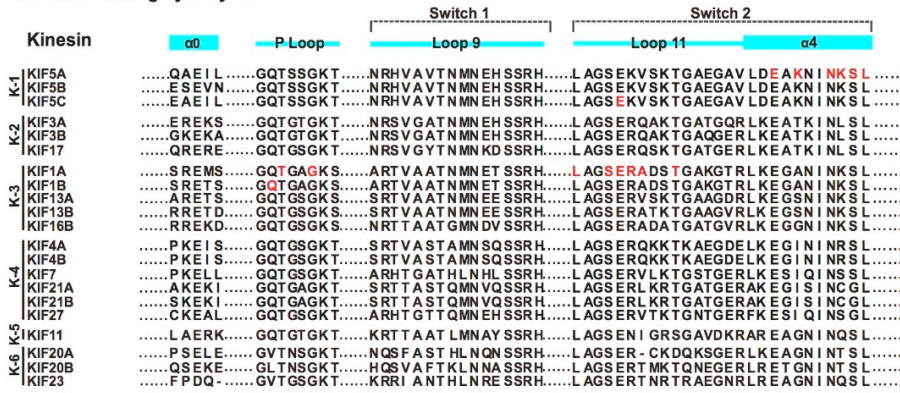 Switch 1 Switch 2
Kinesin α0 P Loop Loop 9 Loop 11 α4
K-1
KIF5A ......QAEIL......GQTSSGKT.....NRHVAVTNMNEHSSRH.....LAGSEKVSKTGAEGAVLDEAKNINKSL.....
KIF5B ......ESEVN......GQTSSGKT.....NRHVAVTNMNEHSSRH.....LAGSEKVSKTGAEGAVLDEAKNINKSL.....
KIF5C ......EAEIL......GQTSSGKT.....NRHVAVTNMNEHSSRH.....LAGSEKVSKTGAEGAVLDEAKNINKSL.....
K-2
KIF3A ......EREKS......GQTGTGKT.....NRSVGATNMNEHSSRH.....LAGSERQAKTGATGQRLKEATKINLSL.....
KIF3B ......GKEKA......GQTGTGKT.....NRSVGATNMNEHSSRH.....LAGSERQAKTGAQGERLKEATKINLSL.....
KIF17 ......QRERE......GQTGSGKT.....NRSVGYTNMNKDSSRH.....LAGSERQSKTGATGERLKEATKINLSL.....
K-3
KIF1A ......SREMS......GQTGAGKS.....ARTVAATNMNETSSRH.....LAGSERADSTGAKGTRLKEGANINKSL.....
KIF1B ......SRETS......GQTGAGKS.....ARTVAATNMNETSSRH.....LAGSERADSTGAKGTRLKEGANINKSL.....
KIF13A ......ARETS......GQTGSGKS.....SRTVAATNMNEESSRH.....LAGSERVSKTGAAGDRLKEGSNINKSL.....
KIF13B ......RRETD......GQTGSGKS.....SRTVAATNMNEESSRH.....LAGSERATKTGAAGVRLKEGSNINKSL.....
KIF16B ......RREKD......GQTGSGKS.....NRTTAATGMNDVSSRH.....LAGSERADATGATGVRLKEGGNINKSL.....
K-4
KIF4A ......PKEIS......GQTGSGKT.....SRTVASTAMNSQSSRH.....LAGSERQKKTKAEGDELKEGININRSL.....
KIF4B ......PKEIS......GQTGSGKT.....SRTVASTAMNSQSSRH.....LAGSERQKKTKAEGDELKEGININRSL.....
KIF7 ......PKELL......GQTGSGKT.....ARHTGATHLNHLSSRH.....LAGSERVLKTGSTGERLKESIQINSSL.....
KIF21A ......AKEKI......GQTGAGKT.....SRTTASTQMNVQSSRH.....LAGSERLKRTGATGERAKEGISINCGL.....
KIF21B ......SKEKI......GQTGAGKT.....SRTTASTQMNVQSSRH.....LAGSERLKRTGATGERAKEGISINCGL.....
KIF27 ......CKEAL......GQTGSGKT.....ARHTGTTQMNEHSSRH.....LAGSERVTKTGNTGERFKESIQINSGL.....
K-5
KIF11 ......LAERK......GQTGTGKT.....KRTTAATLMNAYSSRH.....LAGSENIGRSGAVDKRAREAGNINQSL.....
K-6
KIF20A ......PSELE......GVTNSGKT.....NQSFASTHLNQNSSRH.....LAGSER-CKDQKSGERLKEAGNINTSL.....
KIF20B ......QSEKE......GLTNSGKT.....HQSVAFTKLNNASSRH.....LAGSERTMKTQNEGERLRETGNINTSL.....
KIF23 ......FPDQ-......GVTGSGKT.....KRRIANTHLNRESSRH.....LAGSERTNRTRAEGNRLREAGNINQSL.....